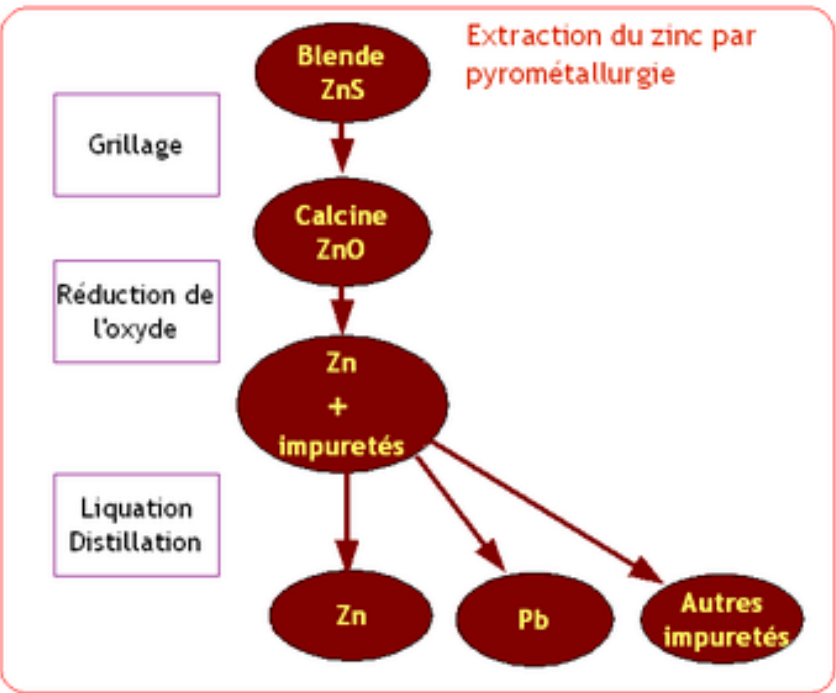 Extraction du zinc par
pyrométallurgie
Blende
ZnS
Grillage
Calcine
ZnO
Réduction de
l'oxyde
Zn
+
impuretés
Liquation
Distillation
Zn
Pb
Autres
impuretés